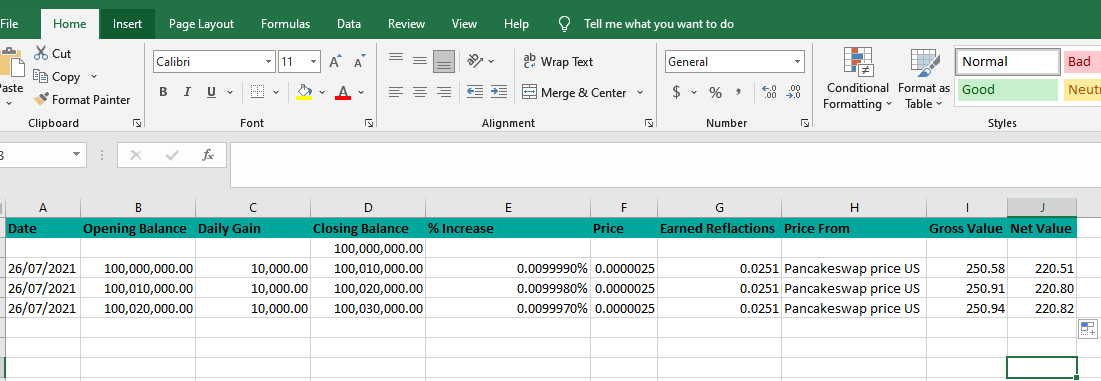 File Home Insert Page Layout Formulas Data Review View Help Tell me what you want to do
Cut
Copy
Format Painter
Clipboard
Calibri 11
B I U
Font
Wrap Text
Merge & Center
Alignment
General
$ % ,
Number
Conditional Formatting
Format as Table
Normal Bad
Good
Styles
fx
A B C D E F G H I J
Date Opening Balance Daily Gain Closing Balance % Increase Price Earned Reflactions Price From Gross Value Net Value
100,000,000.00
26/07/2021 100,000,000.00 10,000.00 100,010,000.00 0.0099990% 0.0000025 0.0251 Pancakeswap price US 250.58 220.51
26/07/2021 100,010,000.00 10,000.00 100,020,000.00 0.0099980% 0.0000025 0.0251 Pancakeswap price US 250.91 220.80
26/07/2021 100,020,000.00 10,000.00 100,030,000.00 0.0099970% 0.0000025 0.0251 Pancakeswap price US 250.94 220.82